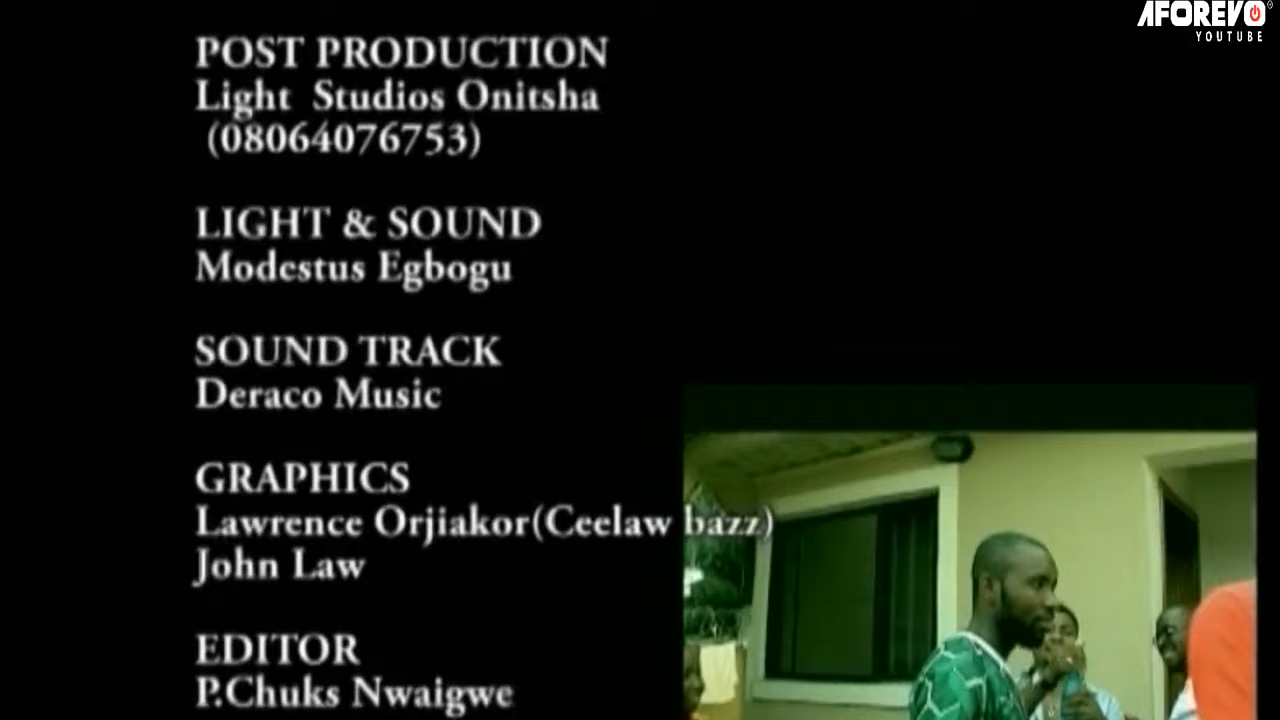 AFOREVO
YOUTUBE
POST PRODUCTION
Light Studios Onitsha
(08064076753)
LIGHT & SOUND
Modestus Egbogu
SOUND TRACK
Deraco Music
GRAPHICS
Lawrence Orjiakor(Ceelaw bazz)
John Law
EDITOR
P.Chuks Nwaigwe